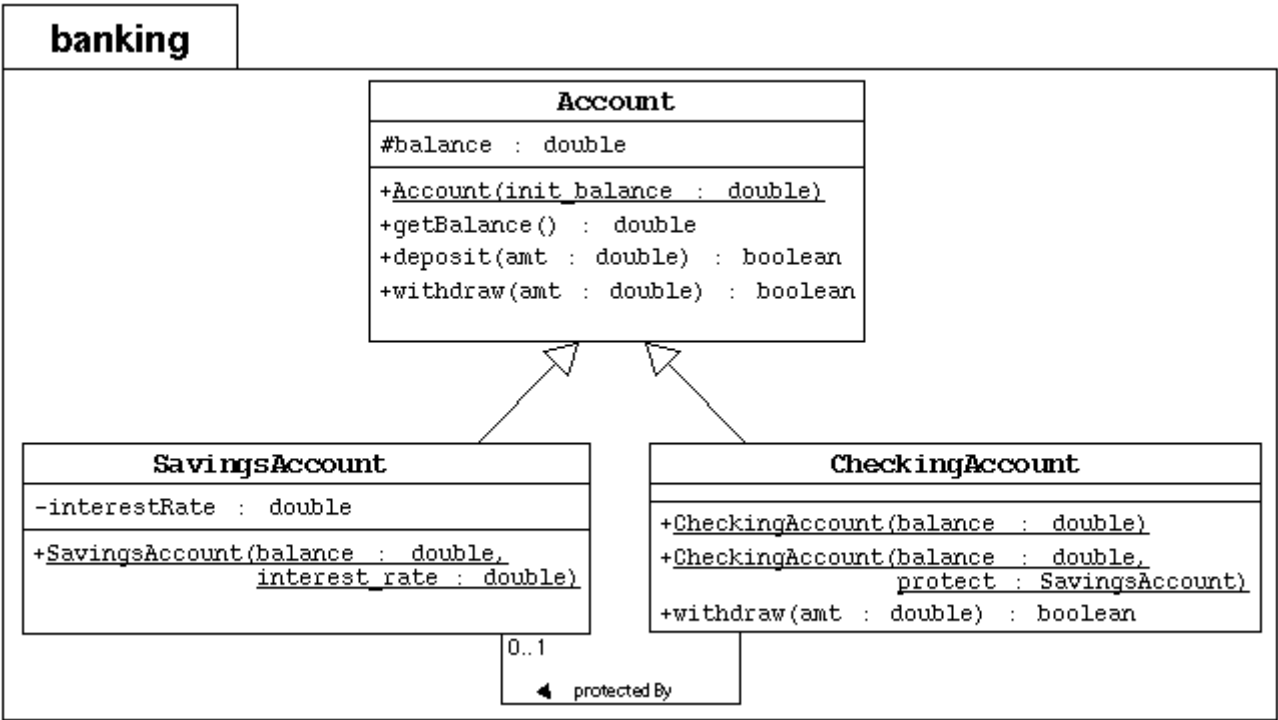 banking
Account
#balance : double
+Account(init_balance : double)
+getBalance() : double
+deposit(amt : double) : boolean
+withdraw(amt : double) : boolean
SavingsAccount
-interestRate : double
+SavingsAccount(balance : double,
interest_rate : double)
CheckingAccount
+CheckingAccount(balance : double)
+CheckingAccount(balance : double,
protect : SavingsAccount)
+withdraw(amt : double) : boolean
0..1
protected By